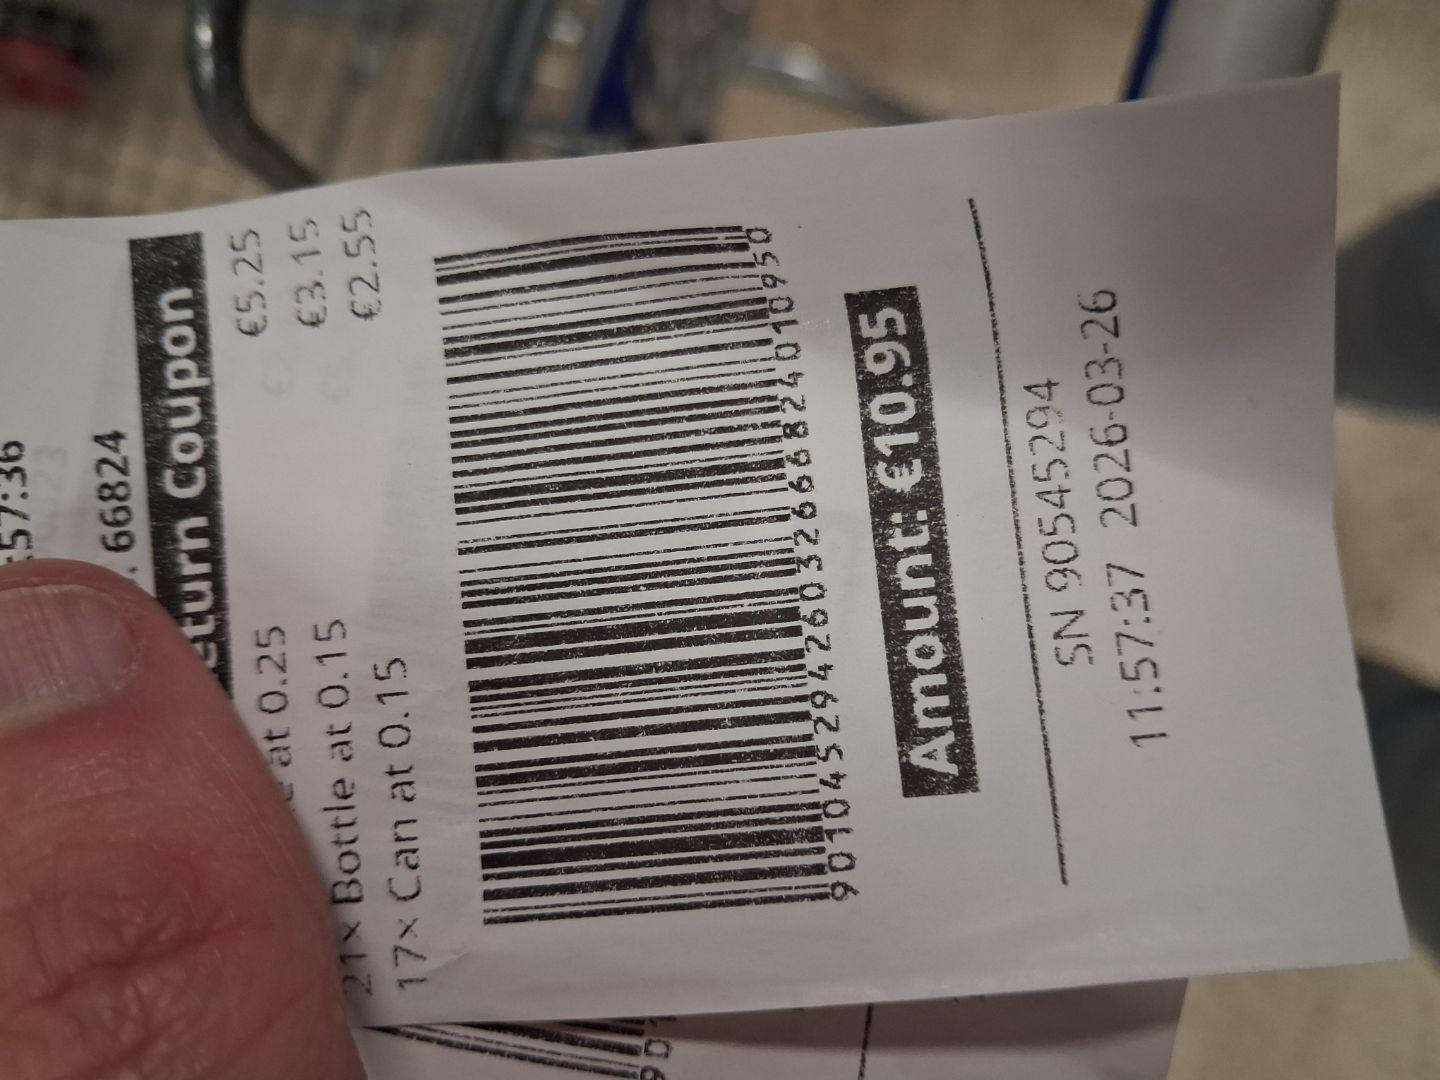 :57:36
. 66824
eturn Coupon
e at 0.25 €5.25
21x Bottle at 0.15 €3.15
17x Can at 0.15 €2.55
90104529426032666824010950
Amount: €10.95
SN 90545294
11:57:37 2026-03-26